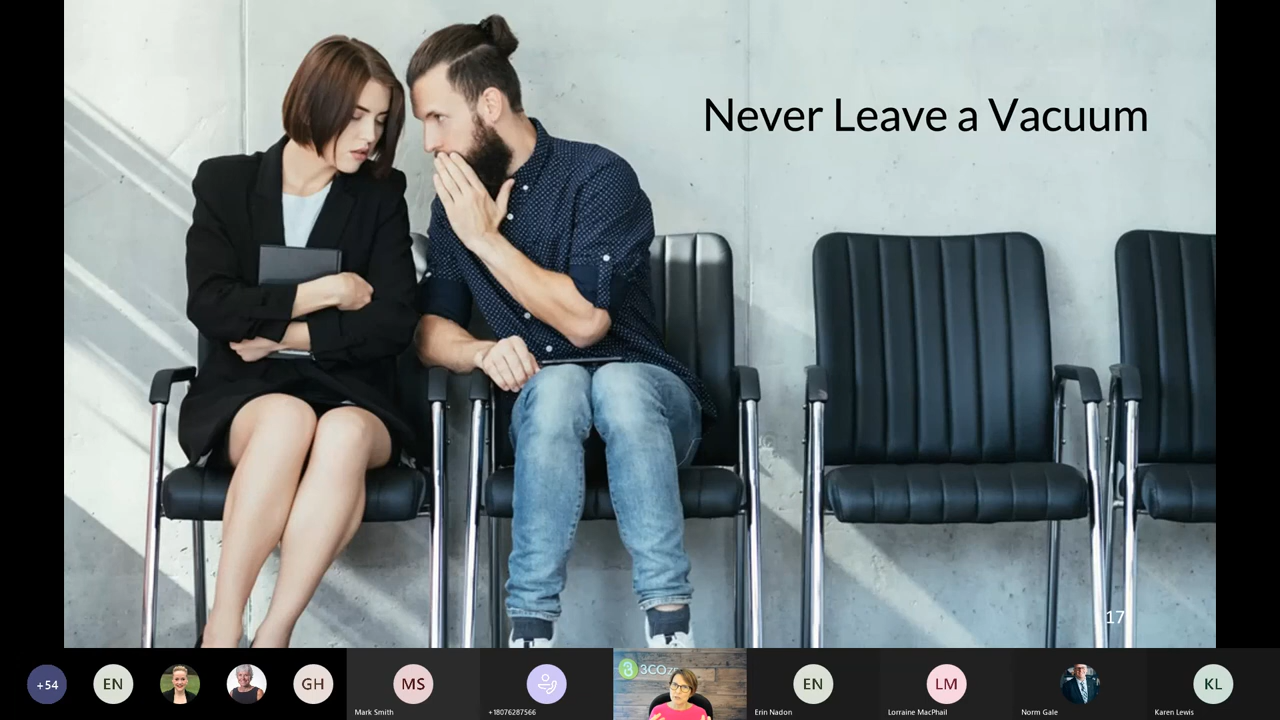 Never Leave a Vacuum
17
+54
EN
GH
MS
Mark Smith
+18076287566
3CO
EN
Erin Nadon
LM
Lorraine MacPhail
Norm Gale
KL
Karen Lewis